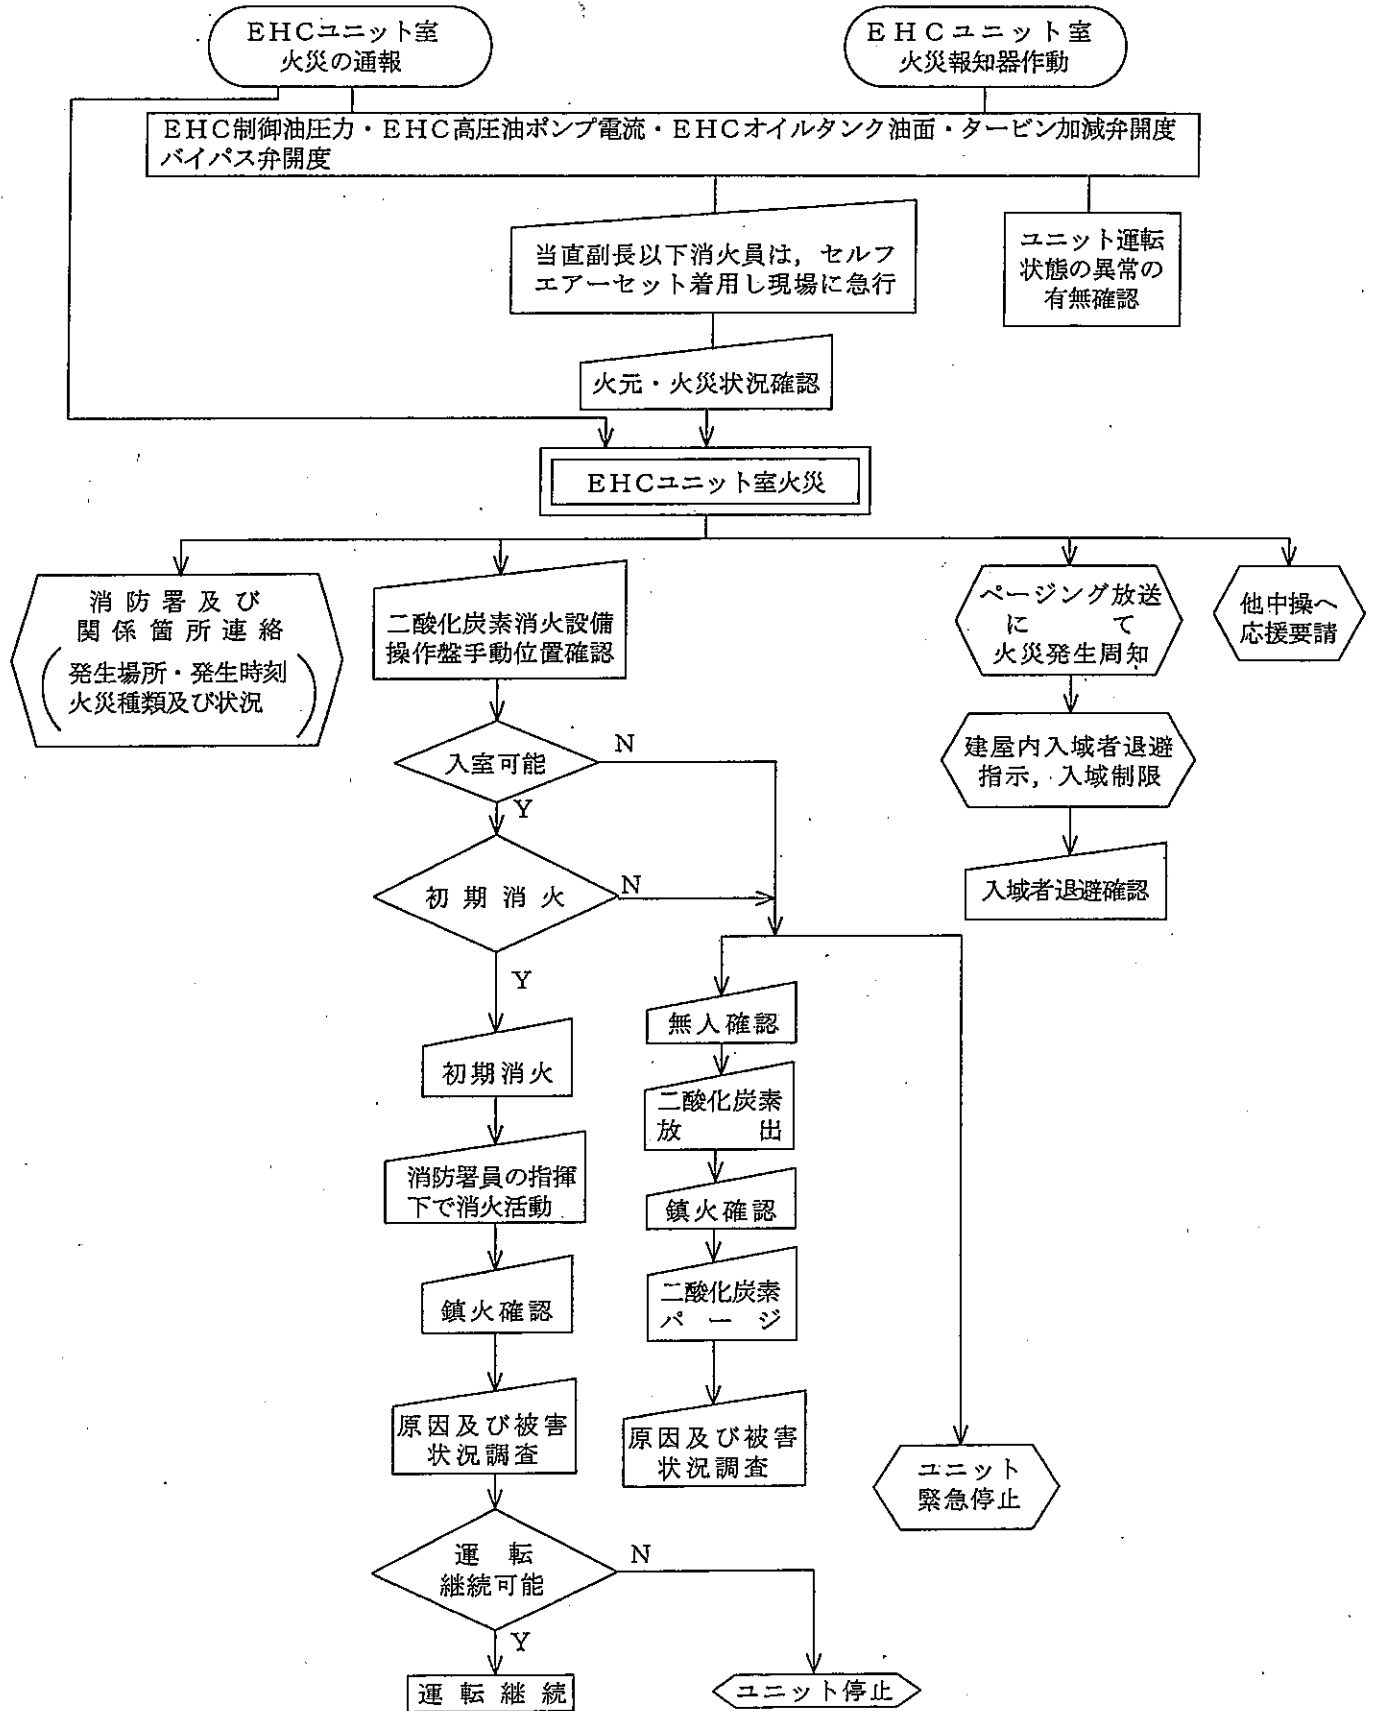 EHCユニット室
火災の通報
EHCユニット室
火災報知器作動
EHC制御油圧力・EHC高圧油ポンプ電流・EHCオイルタンク油面・タービン加減弁開度
バイパス弁開度
当直副長以下消火員は,セルフ
エアーセット着用し現場に急行
ユニット運転
状態の異常の
有無確認
火元・火災状況確認
EHCユニット室火災
消防署及び
関係箇所連絡
(発生場所・発生時刻
火災種類及び状況)
二酸化炭素消火設備
操作盤手動位置確認
ページング放送
にて
火災発生周知
他中操へ
応援要請
入室可能
N
Y
建屋内入域者退避
指示,入域制限
初期消火
N
Y
入域者退避確認
無人確認
初期消火
二酸化炭素
放出
消防署員の指揮
下で消火活動
鎮火確認
鎮火確認
二酸化炭素
パージ
原因及び被害
状況調査
原因及び被害
状況調査
ユニット
緊急停止
運転
継続可能
N
Y
運転継続
ユニット停止